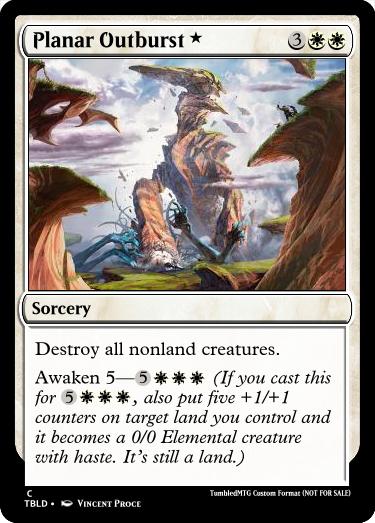 Planar Outburst ★ 3
Sorcery
Destroy all nonland creatures.
Awaken 5—5 (If you cast this
for 5, also put five +1/+1
counters on target land you control and
it becomes a 0/0 Elemental creature
with haste. It's still a land.)
C
TumbledMTG Custom Format (NOT FOR SALE)
TBLD • Vincent Proce